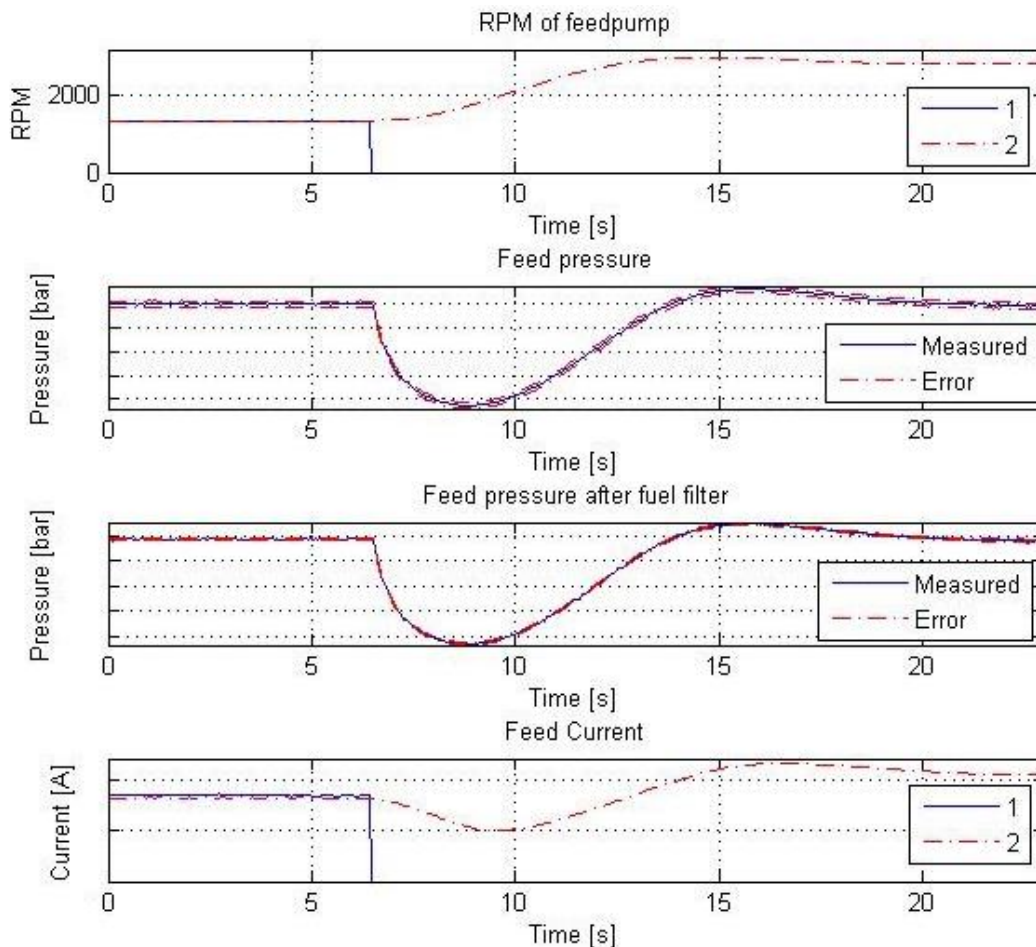 RPM of feedpump
RPM
2000
0
1
2
0 5 10 15 20
Time [s]
Feed pressure
Pressure [bar]
Measured
Error
0 5 10 15 20
Time [s]
Feed pressure after fuel filter
Pressure [bar]
Measured
Error
0 5 10 15 20
Time [s]
Feed Current
Current [A]
1
2
0 5 10 15 20
Time [s]